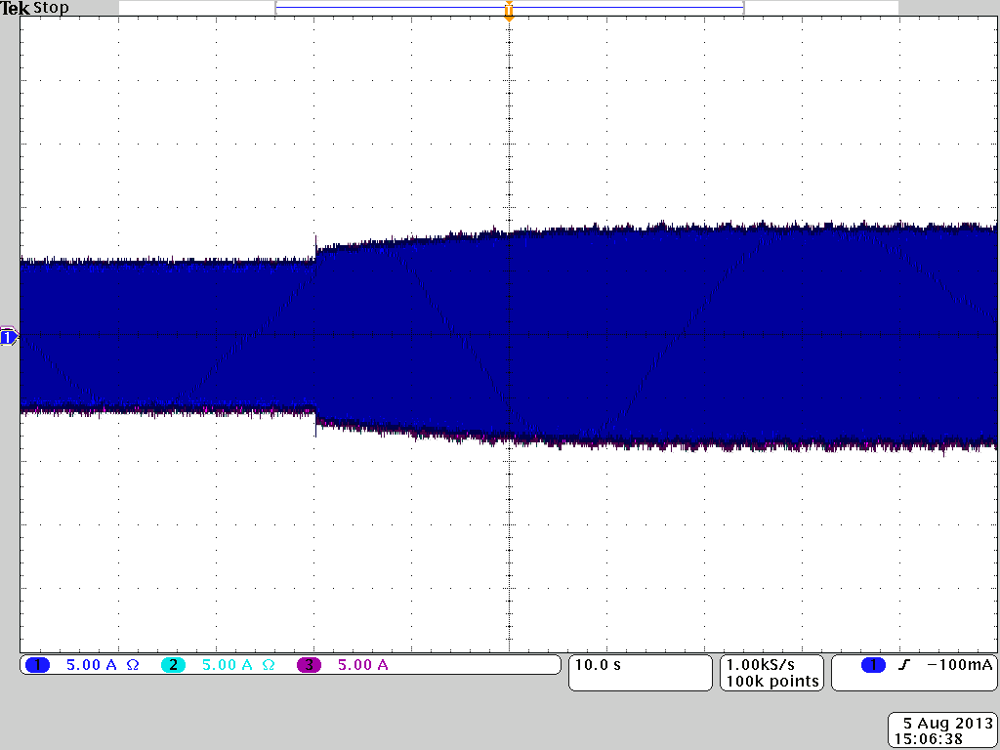 Tek Stop
T
1
1 5.00 A Ω 2 5.00 A Ω 3 5.00 A
10.0 s
1.00kS/s
100k points
1 ∫ −100mA
5 Aug 2013
15:06:38